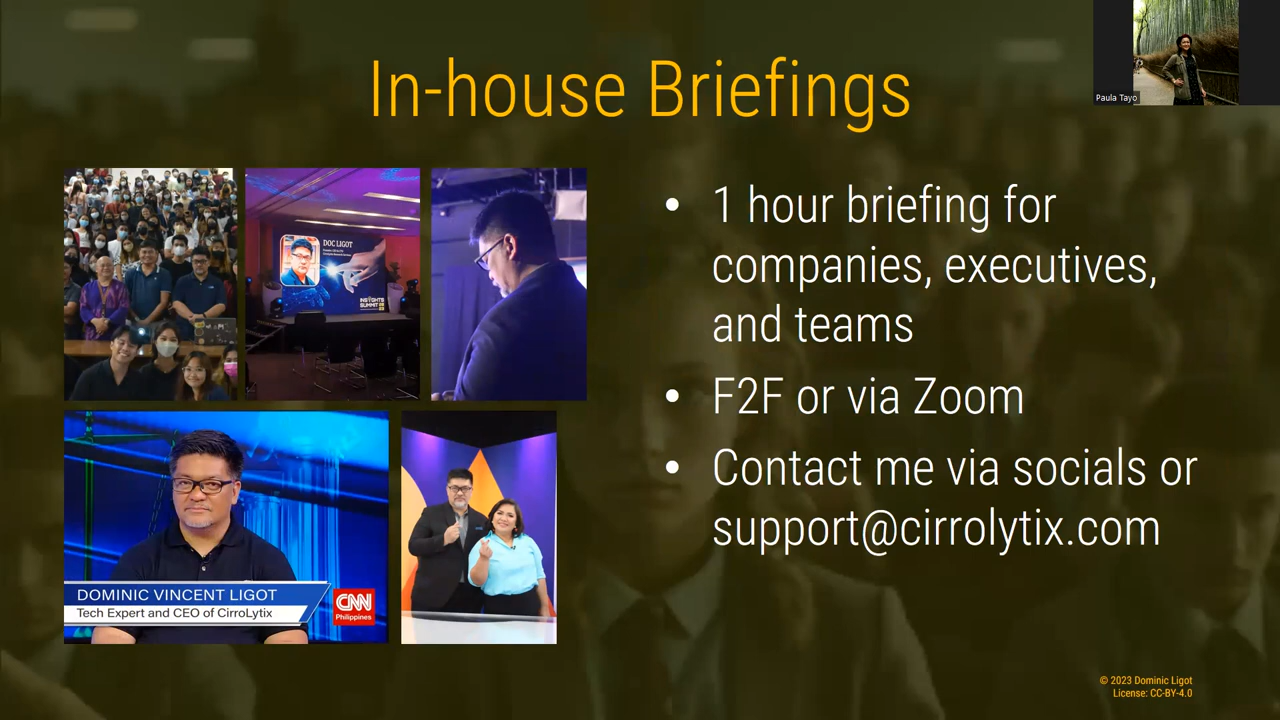 Paula Tayo
In-house Briefings
• 1 hour briefing for
companies, executives,
and teams
• F2F or via Zoom
• Contact me via socials or
support@cirrolytix.com
DOC LIGOT
INSIGHTS
SUMMIT
DOMINIC VINCENT LIGOT
Tech Expert and CEO of CirroLytix
CNN
Philippines
© 2023 Dominic Ligot
License: CC-BY-4.0